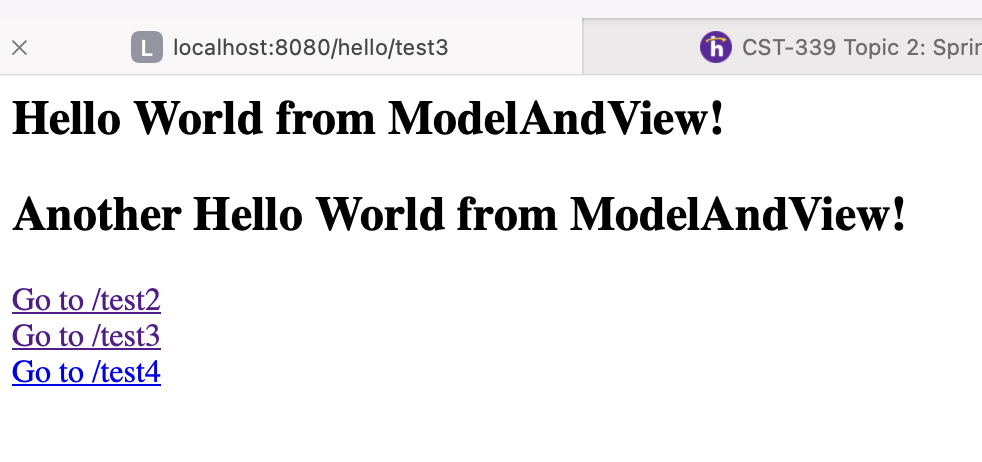 L localhost:8080/hello/test3
h CST-339 Topic 2: Sprin
Hello World from ModelAndView!
Another Hello World from ModelAndView!
Go to /test2
Go to /test3
Go to /test4